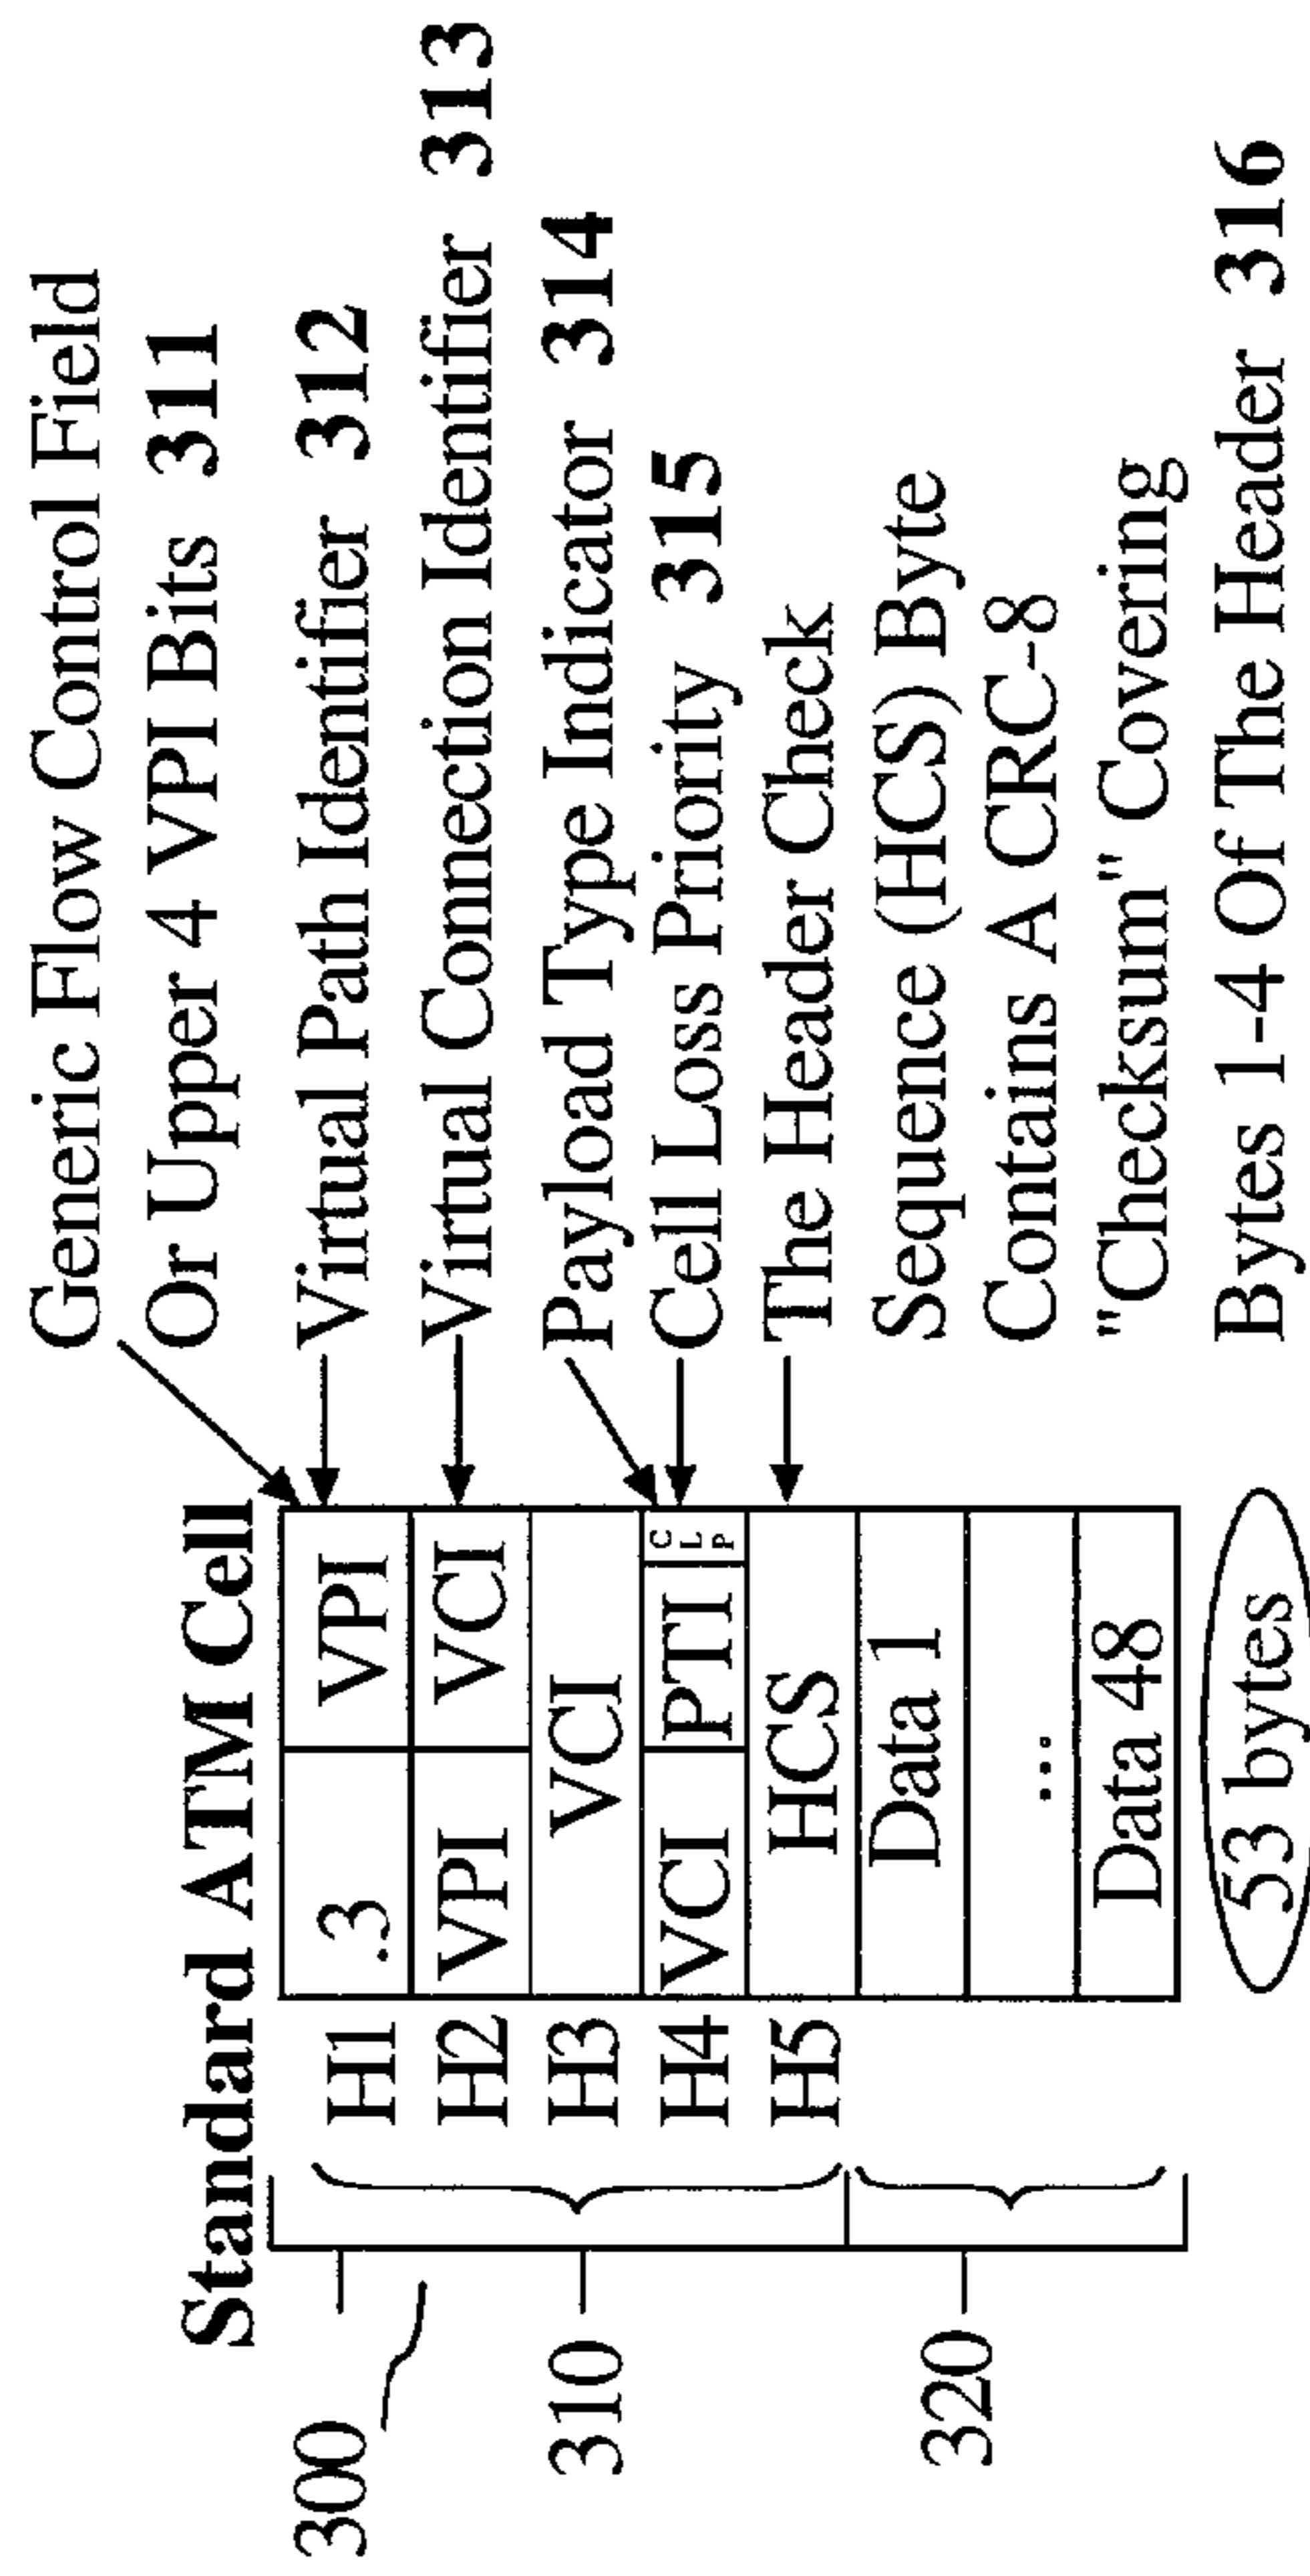 Generic Flow Control Field
Or Upper 4 VPI Bits 311
Virtual Path Identifier 312
Virtual Connection Identifier 313
Payload Type Indicator 314
Cell Loss Priority 315
The Header Check
Sequence (HCS) Byte
Contains A CRC-8
"Checksum" Covering
Bytes 1-4 Of The Header 316
Standard ATM Cell
300
310
320
H1 .3 VPI
H2 VPI VCI
H3 VCI
H4 VCI PTI CLP
H5 HCS
Data 1
...
Data 48
53 bytes